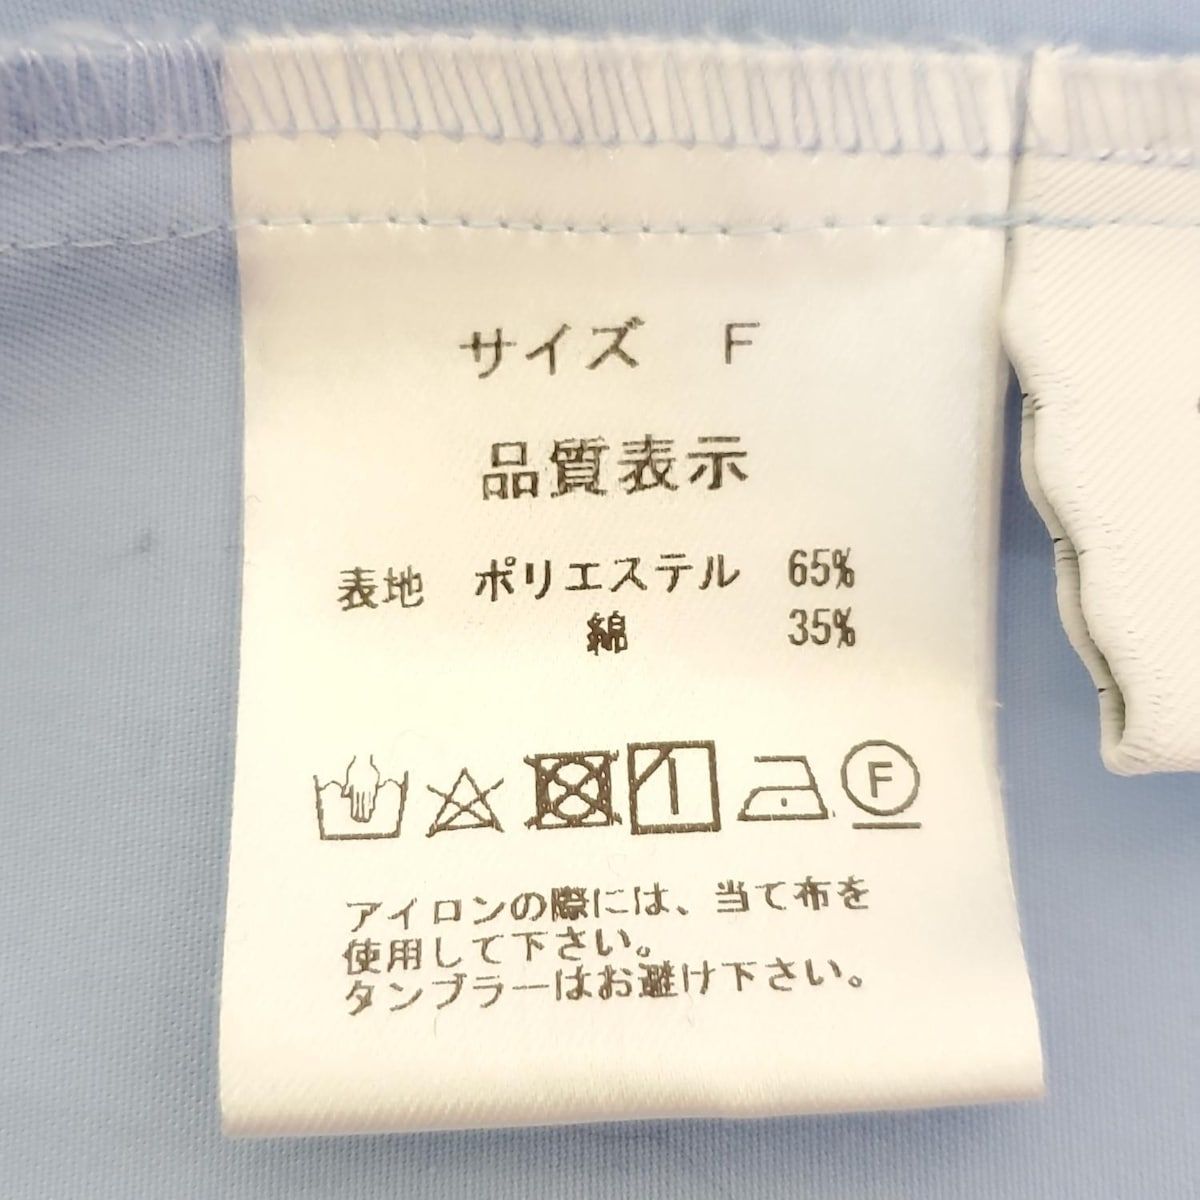 サイズ F
品質表示
表地 ポリエステル 65%
綿 35%
F
アイロンの際には、当て布を
使用して下さい。
タンブラーはお避け下さい。